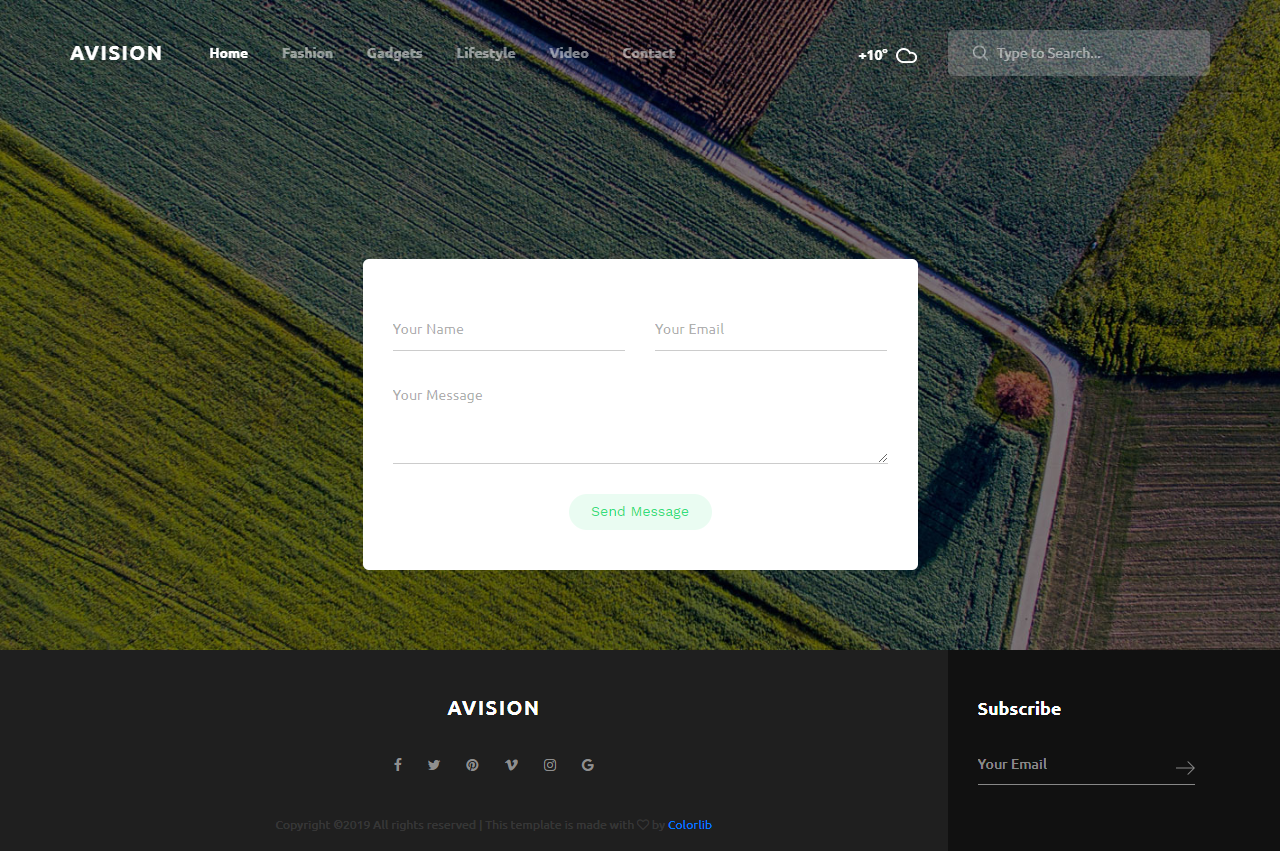 AVISION Home Fashion Gadgets Lifestyle Video Contact +10° Type to Search...
Your Name Your Email
Your Message
Send Message
AVISION
Copyright ©2019 All rights reserved | This template is made with ♡ by Colorlib
Subscribe
Your Email